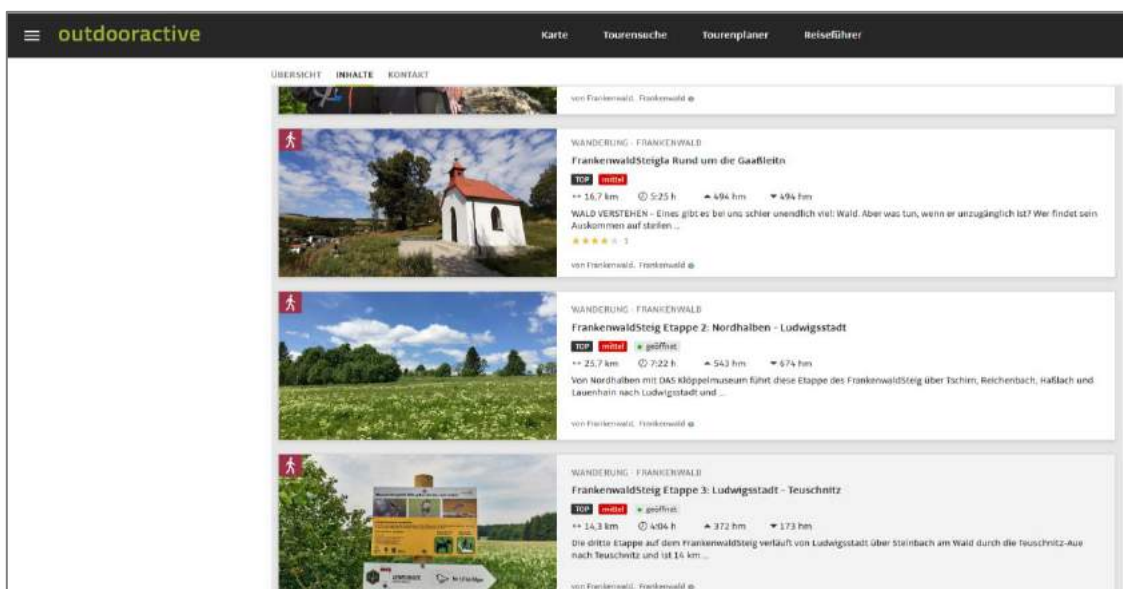 outdooractive
Karte Tourensuche Tourenplaner Reiseführer
ÜBERSICHT INHALTE KONTAKT
von Frankenwald, Frankenwald
WANDERUNG · FRANKENWALD
FrankenwaldSteigla Rund um die Gaaßleitn
TOP mittel
16,7 km 5:25 h 494 hm 494 hm
WALD VERSTEHEN - Eines gibt es bei uns schier unendlich viel: Wald. Aber was tun, wenn er unzugänglich ist? Wer findet sein
Auskommen auf steilen ...
von Frankenwald, Frankenwald
WANDERUNG · FRANKENWALD
FrankenwaldSteig Etappe 2: Nordhalben - Ludwigsstadt
TOP mittel geöffnet
25,7 km 7:22 h 543 hm 674 hm
Von Nordhalben mit DAS Klöppelmuseum führt diese Etappe des FrankenwaldSteig über Tschirn, Reichenbach, Haßlach und
Lauenhain nach Ludwigsstadt und ...
von Frankenwald, Frankenwald
WANDERUNG · FRANKENWALD
FrankenwaldSteig Etappe 3: Ludwigsstadt - Teuschnitz
TOP mittel geöffnet
14,3 km 4:04 h 372 hm 173 hm
Die dritte Etappe auf dem FrankenwaldSteig verläuft von Ludwigsstadt über Steinbach am Wald durch die Teuschnitz-Aue
nach Teuschnitz und ist 14 km ...
von Frankenwald, Frankenwald